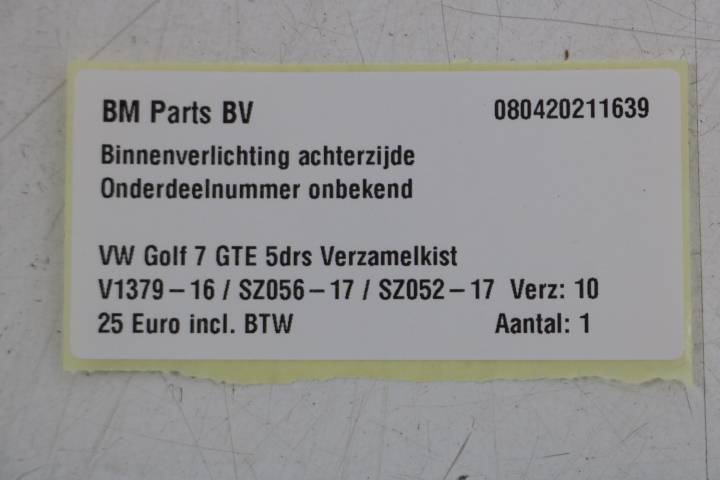 BM Parts BV 080420211639
Binnenverlichting achterzijde
Onderdeelnummer onbekend
VW Golf 7 GTE 5drs Verzamelkist
V1379-16 / SZ056-17 / SZ052-17 Verz: 10
25 Euro incl. BTW Aantal: 1